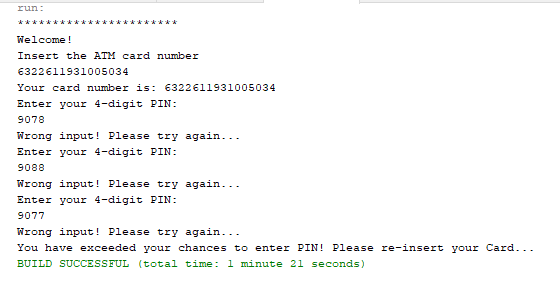 run:
***********************
Welcome!
Insert the ATM card number
6322611931005034
Your card number is: 6322611931005034
Enter your 4-digit PIN:
9078
Wrong input! Please try again...
Enter your 4-digit PIN:
9088
Wrong input! Please try again...
Enter your 4-digit PIN:
9077
Wrong input! Please try again...
You have exceeded your chances to enter PIN! Please re-insert your Card...
BUILD SUCCESSFUL (total time: 1 minute 21 seconds)